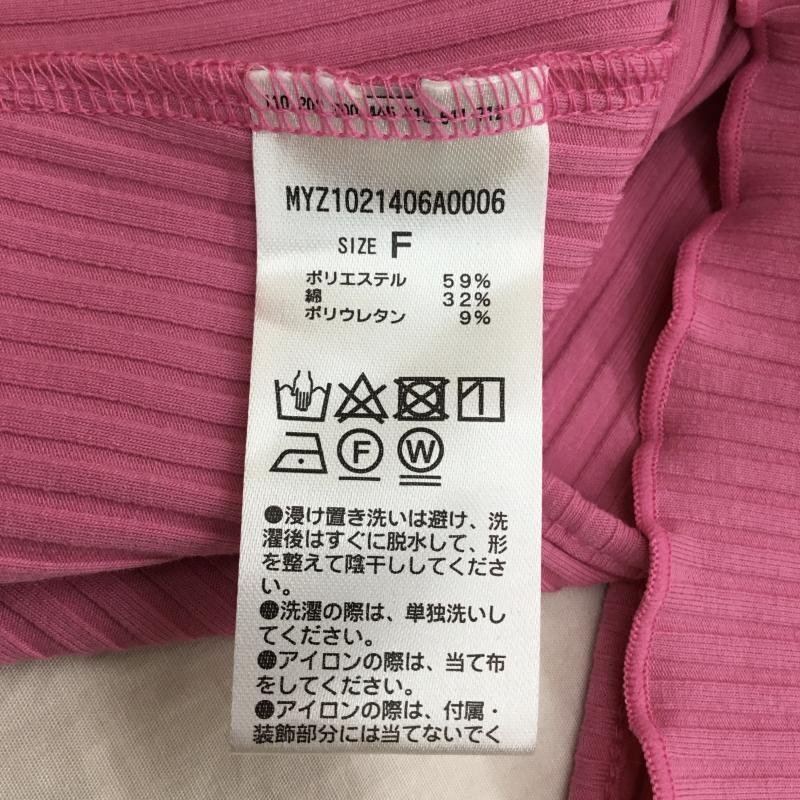 MYZ1021406A0006
SIZE F
ポリエステル 59%
綿 32%
ポリウレタン 9%
F W
●浸け置き洗いは避け、洗
濯後はすぐに脱水して、形
を整えて陰干ししてくださ
い。
●洗濯の際は、単独洗いし
てください。
●アイロンの際は、当て布
をしてください。
●アイロンの際は、付属・
装飾部分には当てないでく